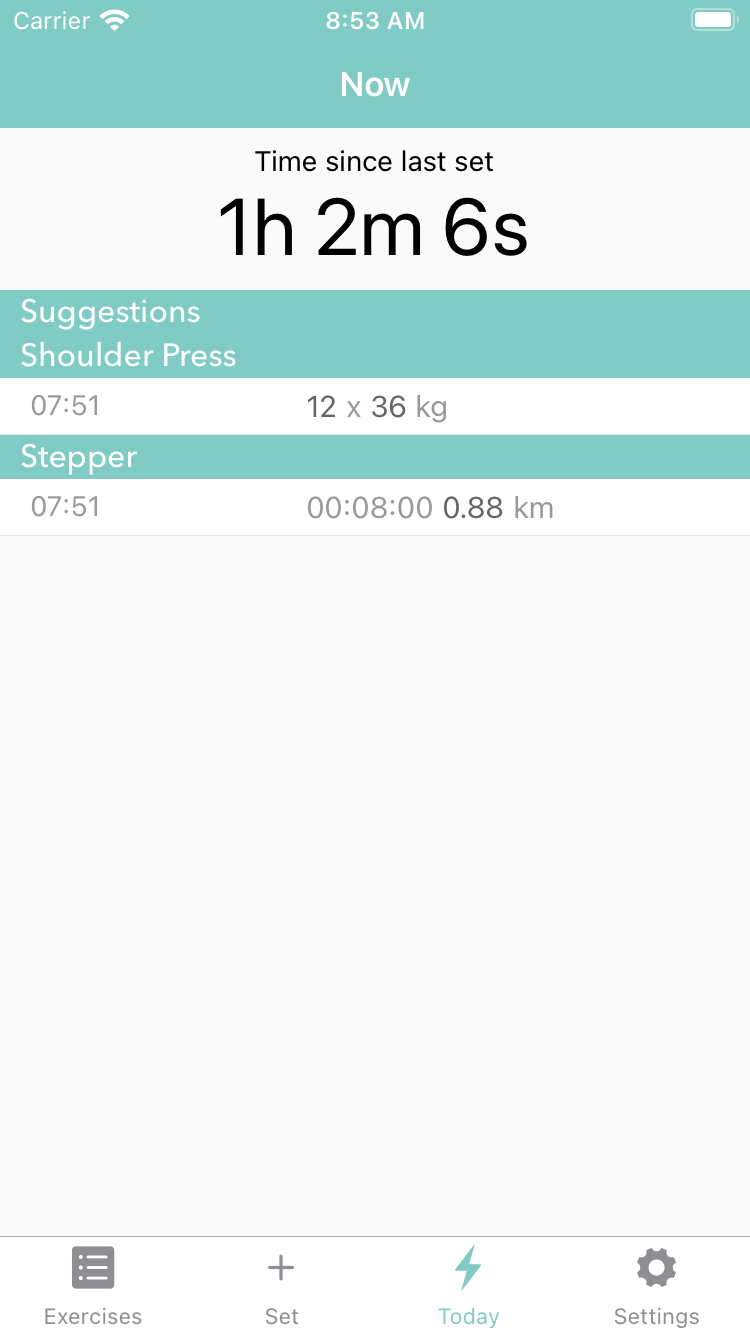 Carrier 8:53 AM
Now
Time since last set
1h 2m 6s
Suggestions
Shoulder Press
07:51 12 x 36 kg
Stepper
07:51 00:08:00 0.88 km
Exercises Set Today Settings